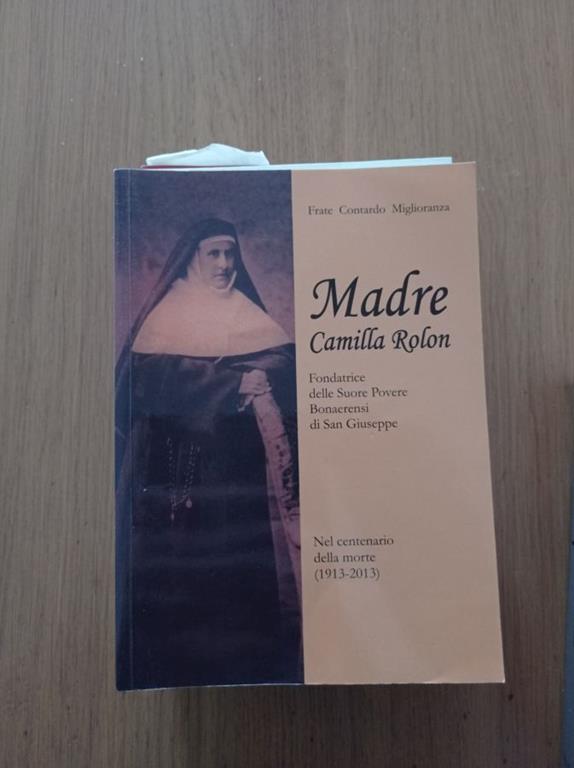 Frate Contardo Miglioranza
Madre
Camilla Rolon
Fondatrice
delle Suore Povere
Bonaerensi
di San Giuseppe
Nel centenario
della morte
(1913-2013)